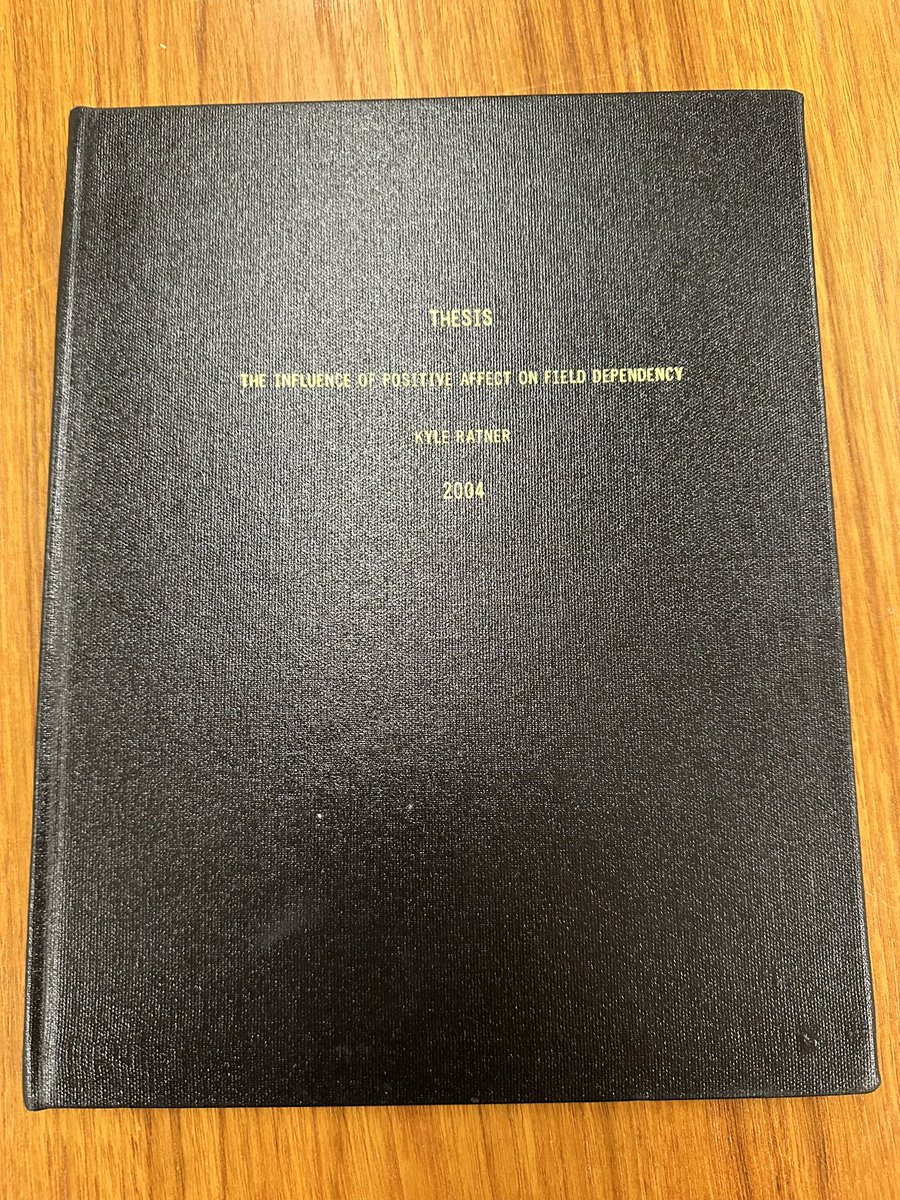 THESIS
THE INFLUENCE OF POSITIVE AFFECT ON FIELD DEPENDENCY
KYLE RATNER
2004